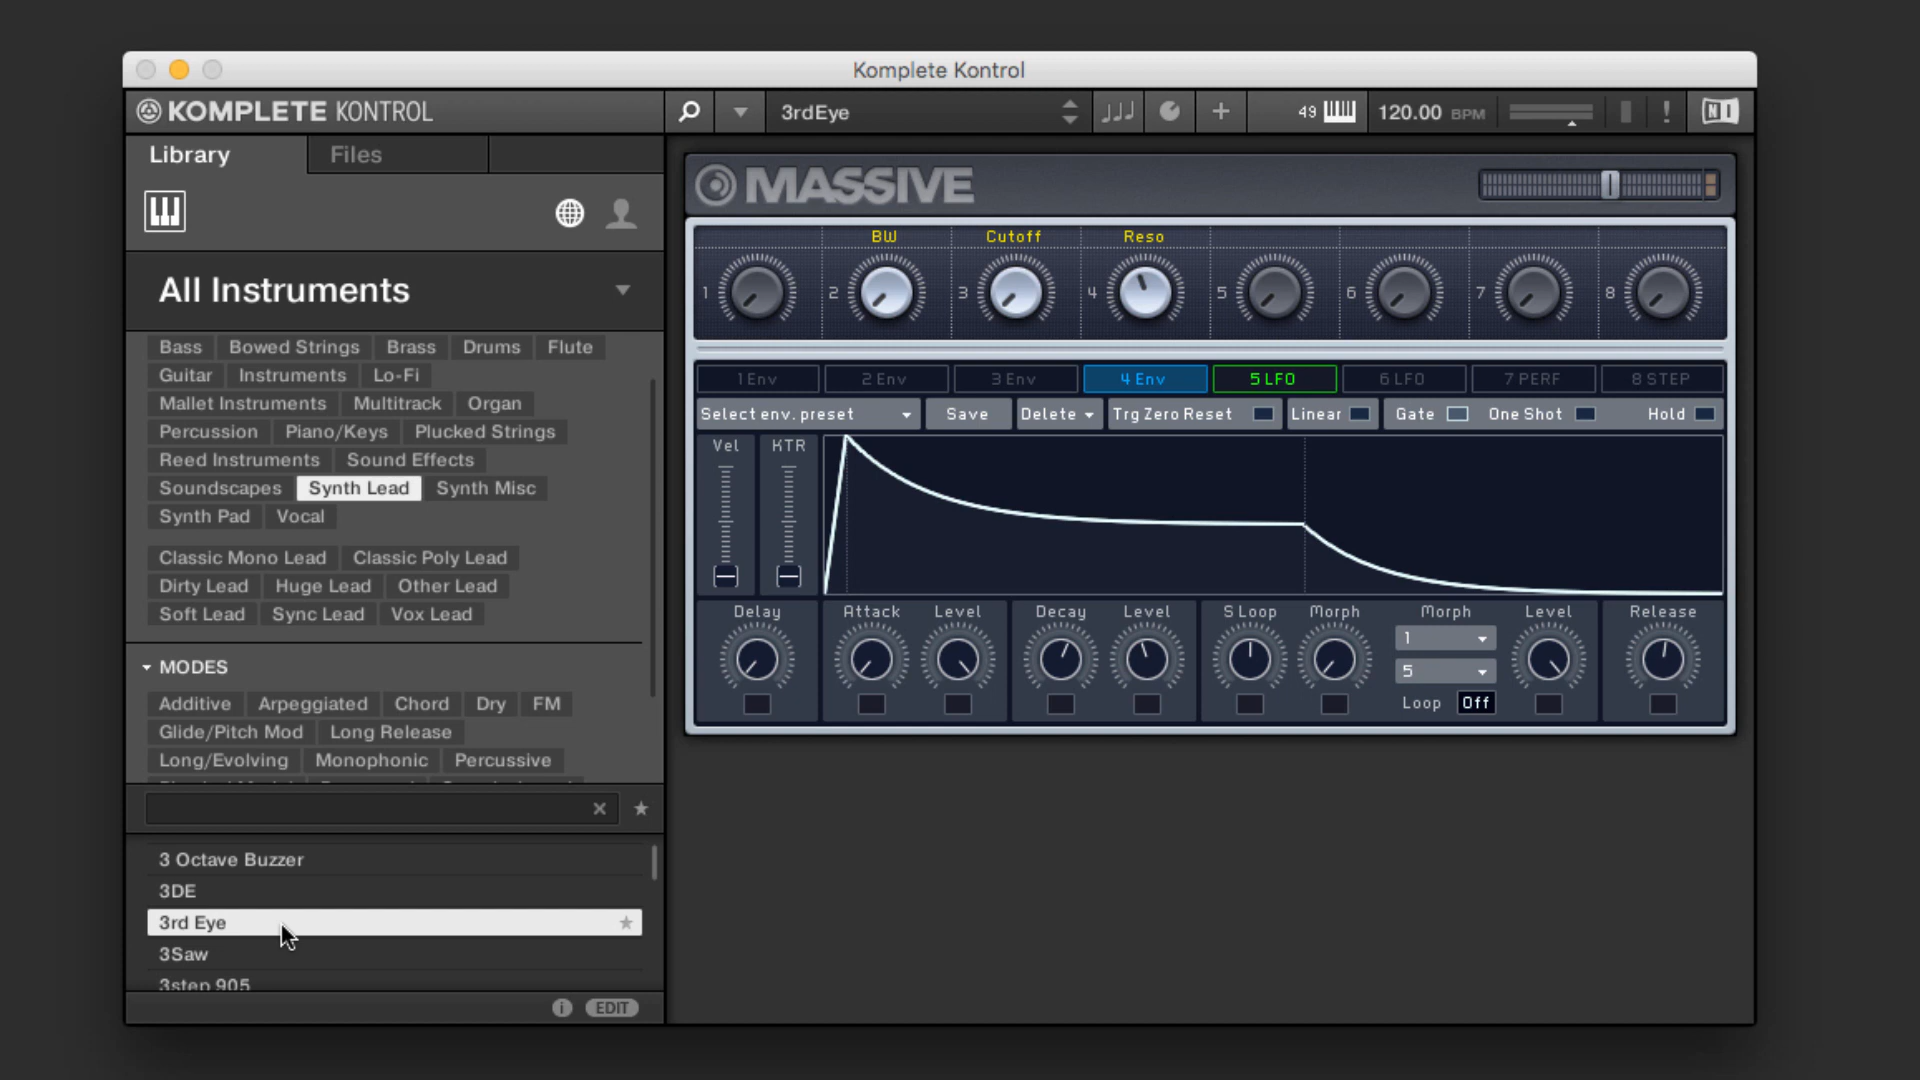 Komplete Kontrol
KOMPLETE KONTROL
3rdEye
49
120.00 BPM
!
NI
Library Files
All Instruments
Bass Bowed Strings Brass Drums Flute
Guitar Instruments Lo-Fi
Mallet Instruments Multitrack Organ
Percussion Piano/Keys Plucked Strings
Reed Instruments Sound Effects
Soundscapes Synth Lead Synth Misc
Synth Pad Vocal
Classic Mono Lead Classic Poly Lead
Dirty Lead Huge Lead Other Lead
Soft Lead Sync Lead Vox Lead
MODES
Additive Arpeggiated Chord Dry FM
Glide/Pitch Mod Long Release
Long/Evolving Monophonic Percussive
3 Octave Buzzer
3DE
3rd Eye
3Saw
3step 905
i EDIT
MASSIVE
BW Cutoff Reso
1 2 3 4 5 6 7 8
1 Env 2 Env 3 Env 4 Env 5 LFO 6 LFO 7 PERF 8 STEP
Select env. preset Save Delete Trg Zero Reset Linear Gate One Shot Hold
Vel KTR
Delay Attack Level Decay Level S Loop Morph Morph Level Release
1
5
Loop Off